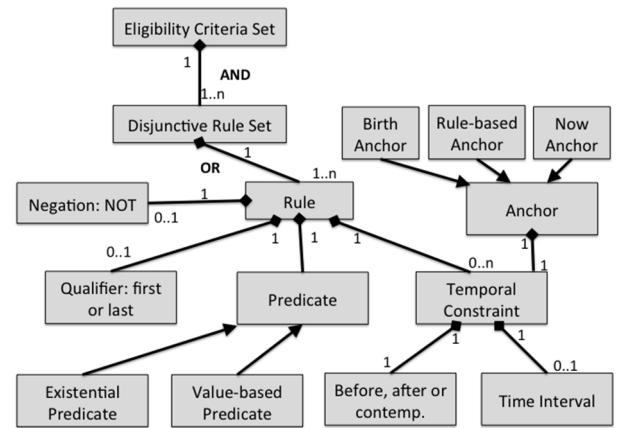 Eligibility Criteria Set
1
AND
1..n
Disjunctive Rule Set
1
OR
1..n
Birth
Anchor
Rule-based
Anchor
Now
Anchor
Anchor
Negation: NOT
1
0..1
Rule
1
1
1
0..1
0..n
1
1
Qualifier: first
or last
Predicate
Temporal
Constraint
1
1
1
0..1
Existential
Predicate
Value-based
Predicate
Before, after or
contemp.
Time Interval